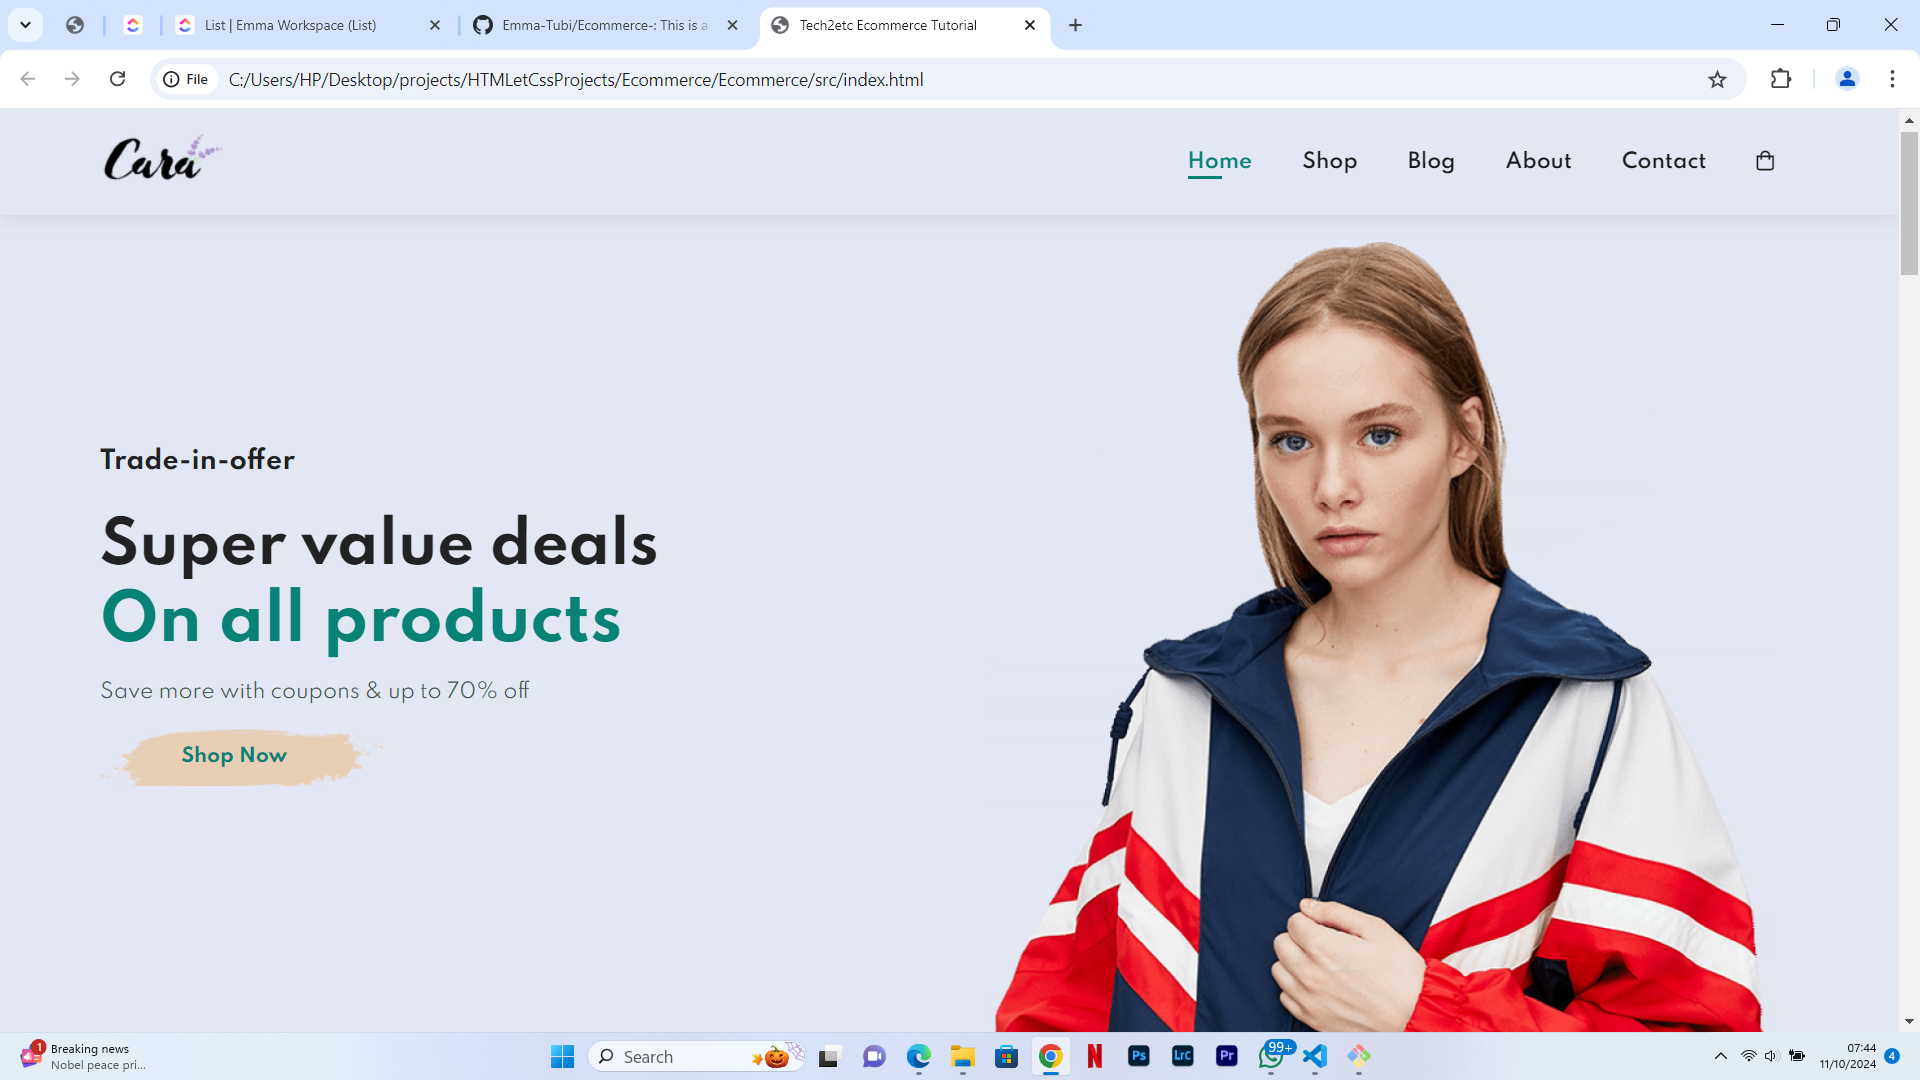 List | Emma Workspace (List)
Emma-Tubi/Ecommerce-: This is a
Tech2etc Ecommerce Tutorial
File
C:/Users/HP/Desktop/projects/HTMLetCssProjects/Ecommerce/Ecommerce/src/index.html
Cara
Home
Shop
Blog
About
Contact
Trade-in-offer
Super value deals
On all products
Save more with coupons & up to 70% off
Shop Now
1
Breaking news
Nobel peace pri...
Search
N
Ps
Lrc
Pr
99+
07:44
11/10/2024
4